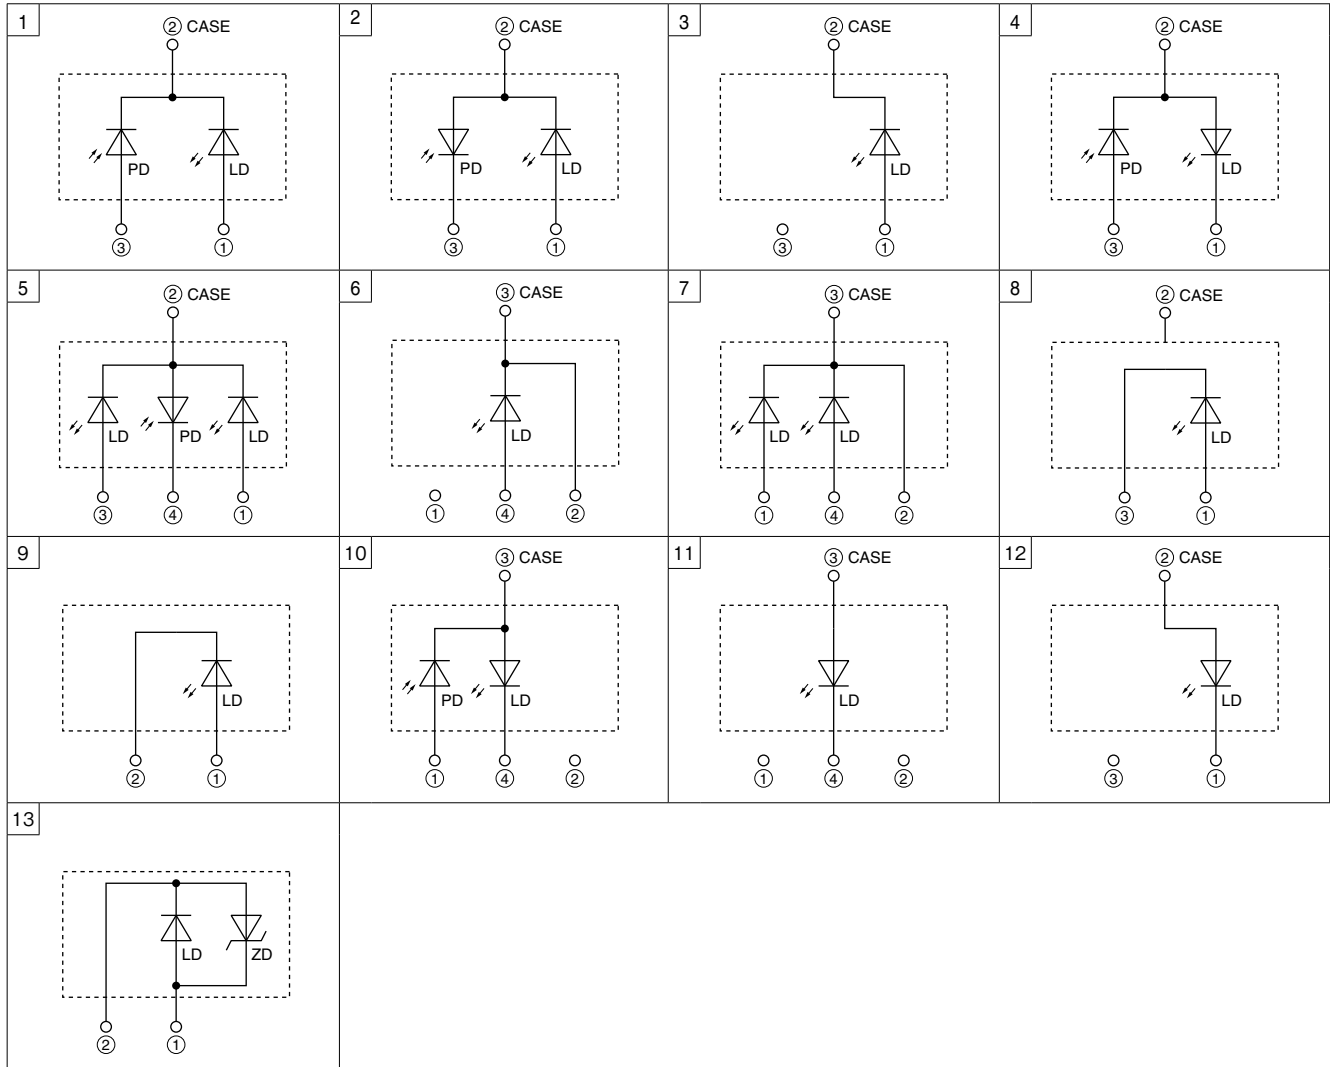 1
② CASE
PD
LD
③
①
2
② CASE
PD
LD
③
①
3
② CASE
LD
③
①
4
② CASE
PD
LD
③
①
5
② CASE
LD
PD
LD
③
④
①
6
③ CASE
LD
①
④
②
7
③ CASE
LD
LD
①
④
②
8
② CASE
LD
③
①
9
LD
②
①
10
③ CASE
PD
LD
①
④
②
11
③ CASE
LD
①
④
②
12
② CASE
LD
③
①
13
LD
ZD
②
①